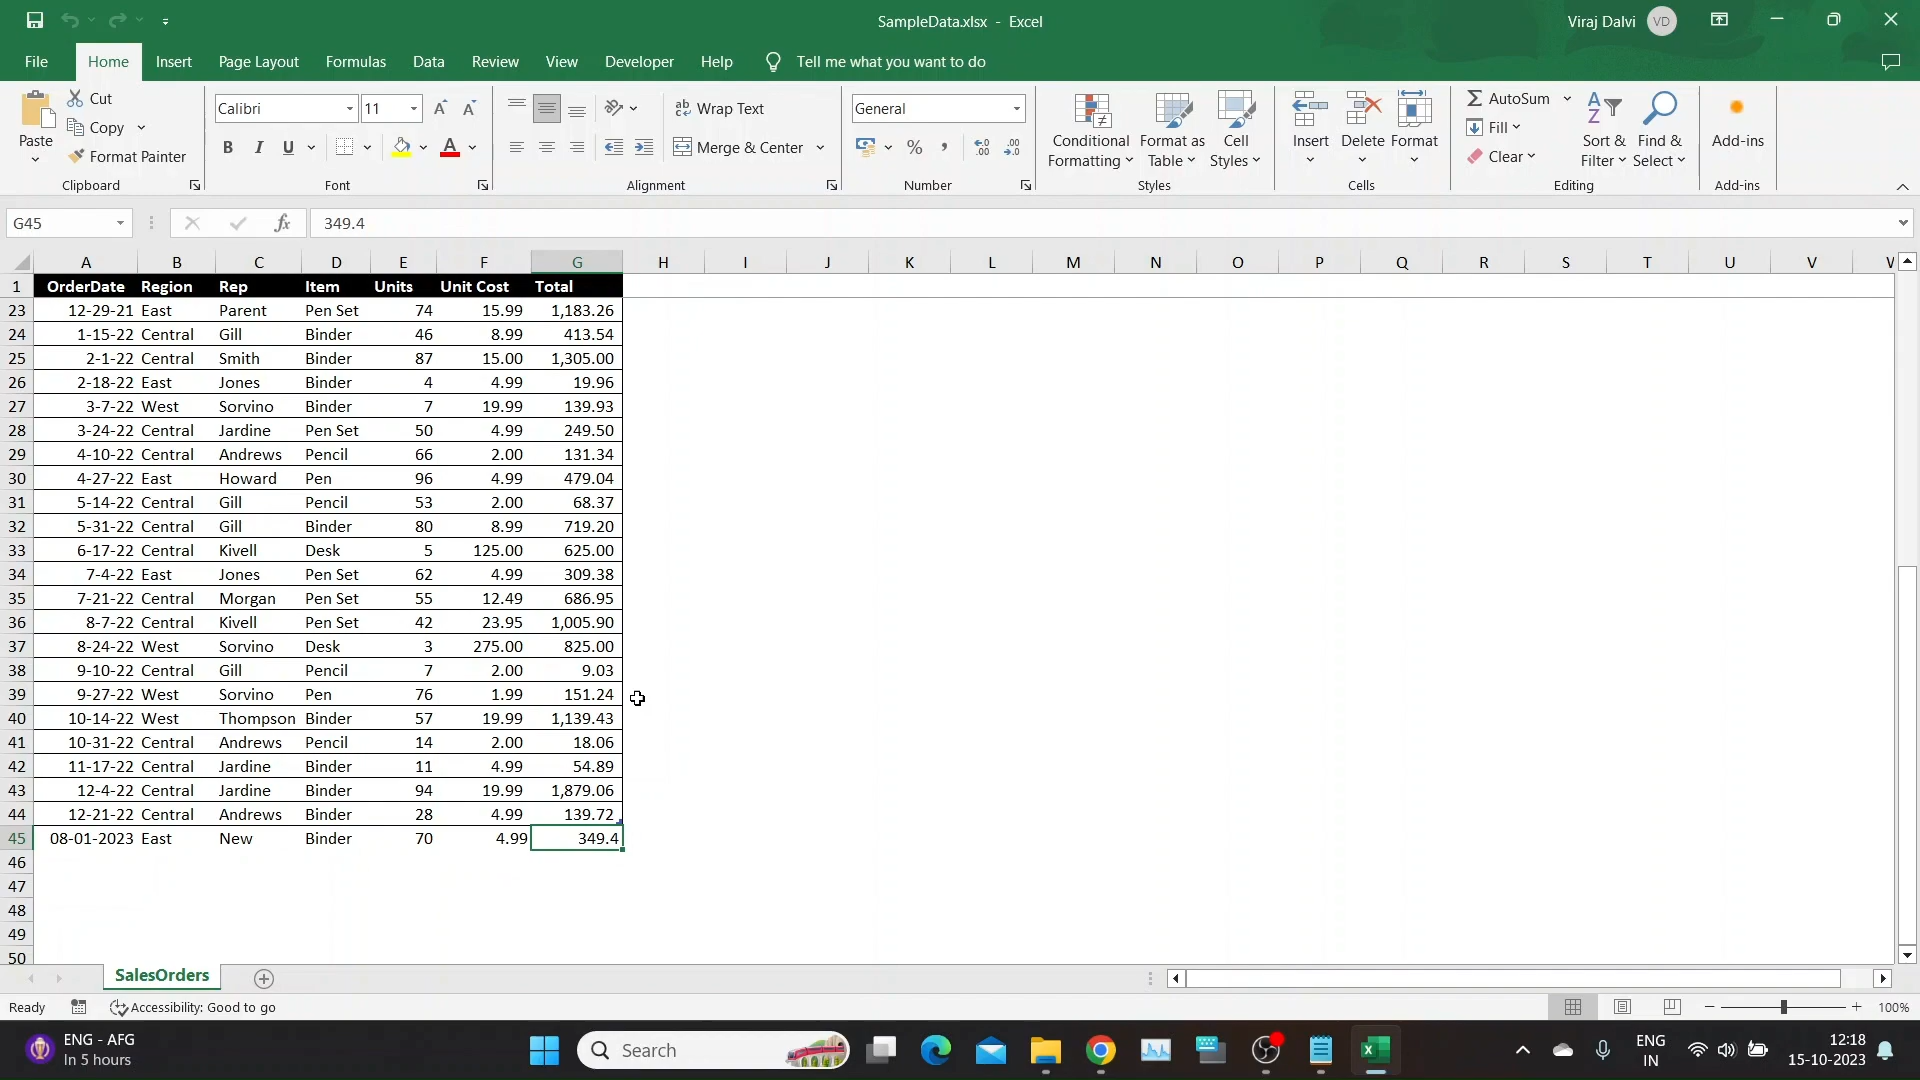 SampleData.xlsx - Excel
Viraj Dalvi VD
File Home Insert Page Layout Formulas Data Review View Developer Help Tell me what you want to do
Paste Cut Copy Format Painter Clipboard
Calibri 11 B I U A A A Font
ab Wrap Text Merge & Center Alignment
General % , Number
Conditional Formatting Format as Table Cell Styles Styles
Insert Delete Format Cells
AutoSum Fill Clear Sort & Filter Find & Select Editing
Add-ins Add-ins
G45 fx 349.4
A B C D E F G H I J K L M N O P Q R S T U V
1 OrderDate Region Rep Item Units Unit Cost Total
23 12-29-21 East Parent Pen Set 74 15.99 1,183.26
24 1-15-22 Central Gill Binder 46 8.99 413.54
25 2-1-22 Central Smith Binder 87 15.00 1,305.00
26 2-18-22 East Jones Binder 4 4.99 19.96
27 3-7-22 West Sorvino Binder 7 19.99 139.93
28 3-24-22 Central Jardine Pen Set 50 4.99 249.50
29 4-10-22 Central Andrews Pencil 66 2.00 131.34
30 4-27-22 East Howard Pen 96 4.99 479.04
31 5-14-22 Central Gill Pencil 53 2.00 68.37
32 5-31-22 Central Gill Binder 80 8.99 719.20
33 6-17-22 Central Kivell Desk 5 125.00 625.00
34 7-4-22 East Jones Pen Set 62 4.99 309.38
35 7-21-22 Central Morgan Pen Set 55 12.49 686.95
36 8-7-22 Central Kivell Pen Set 42 23.95 1,005.90
37 8-24-22 West Sorvino Desk 3 275.00 825.00
38 9-10-22 Central Gill Pencil 7 2.00 9.03
39 9-27-22 West Sorvino Pen 76 1.99 151.24
40 10-14-22 West Thompson Binder 57 19.99 1,139.43
41 10-31-22 Central Andrews Pencil 14 2.00 18.06
42 11-17-22 Central Jardine Binder 11 4.99 54.89
43 12-4-22 Central Jardine Binder 94 19.99 1,879.06
44 12-21-22 Central Andrews Binder 28 4.99 139.72
45 08-01-2023 East New Binder 70 4.99 349.4
46
47
48
49
50
SalesOrders
Ready Accessibility: Good to go 100%
ENG - AFG
In 5 hours
Search
ENG
IN
12:18
15-10-2023